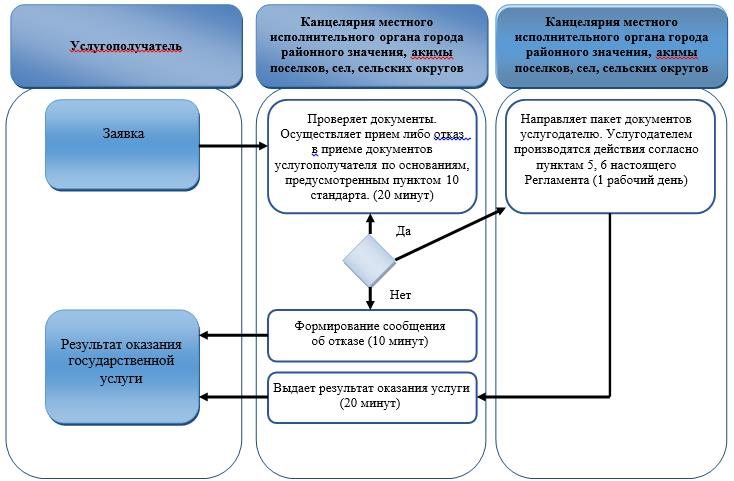 Услугополучатель
Канцелярия местного
исполнительного органа города
районного значения, акимы
поселков, сел, сельских округов
Канцелярия местного
исполнительного органа города
районного значения, акимы
поселков, сел, сельских округов
Заявка
Проверяет документы.
Осуществляет прием либо отказ
в приеме документов
услугополучателя по основаниям,
предусмотренным пунктом 10
стандарта. (20 минут)
Направляет пакет документов
услугодателю. Услугодателем
производятся действия согласно
пунктам 5, 6 настоящего
Регламента (1 рабочий день)
Да
Нет
Формирование сообщения
об отказе (10 минут)
Результат оказания
государственной
услуги
Выдает результат оказания услуги
(20 минут)